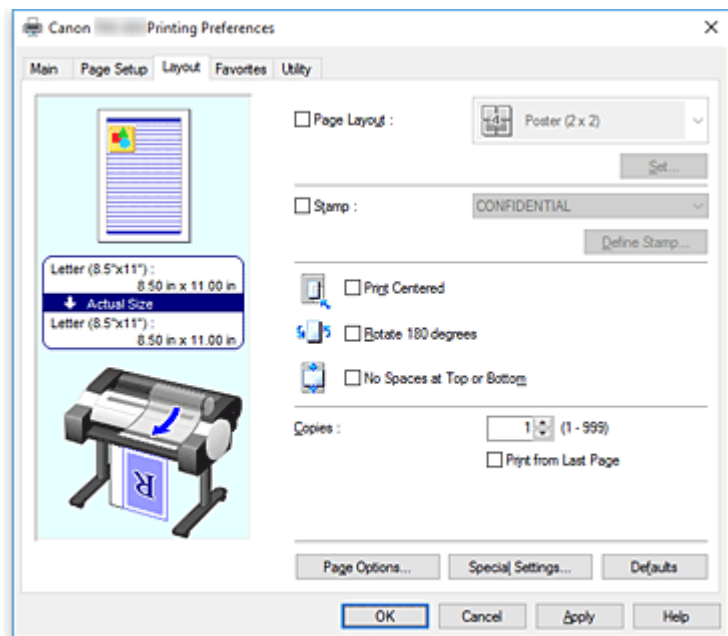 Canon Printing Preferences
Main Page Setup Layout Favorites Utility
Page Layout :
4
Poster (2 x 2)
Set...
Stamp :
CONFIDENTIAL
Define Stamp...
Letter (8.5"x11") :
8.50 in x 11.00 in
Actual Size
Letter (8.5"x11") :
8.50 in x 11.00 in
R
Print Centered
Rotate 180 degrees
No Spaces at Top or Bottom
Copies :
1 (1 - 999)
Print from Last Page
Page Options... Special Settings... Defaults
OK Cancel Apply Help